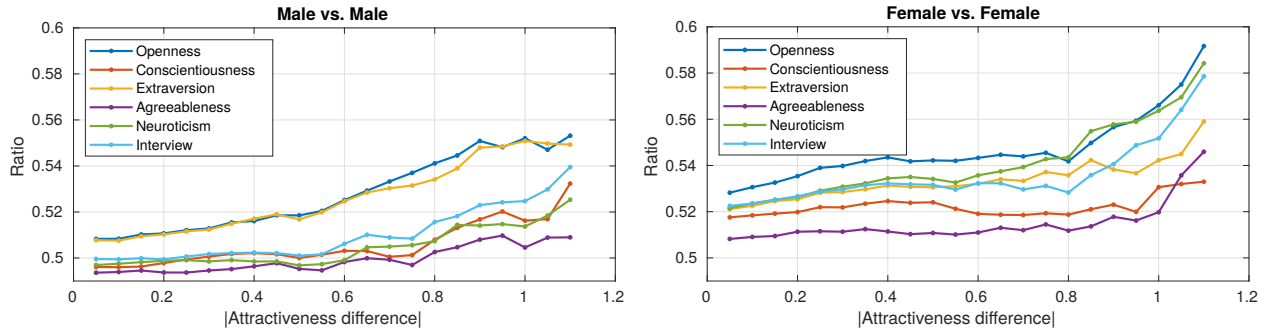 Male vs. Male
0.6
0.58
0.56
0.54
0.52
0.5
Ratio
Openness
Conscientiousness
Extraversion
Agreeableness
Neuroticism
Interview
0 0.2 0.4 0.6 0.8 1 1.2
|Attractiveness difference|
Female vs. Female
0.6
0.58
0.56
0.54
0.52
0.5
Ratio
Openness
Conscientiousness
Extraversion
Agreeableness
Neuroticism
Interview
0 0.2 0.4 0.6 0.8 1 1.2
|Attractiveness difference|